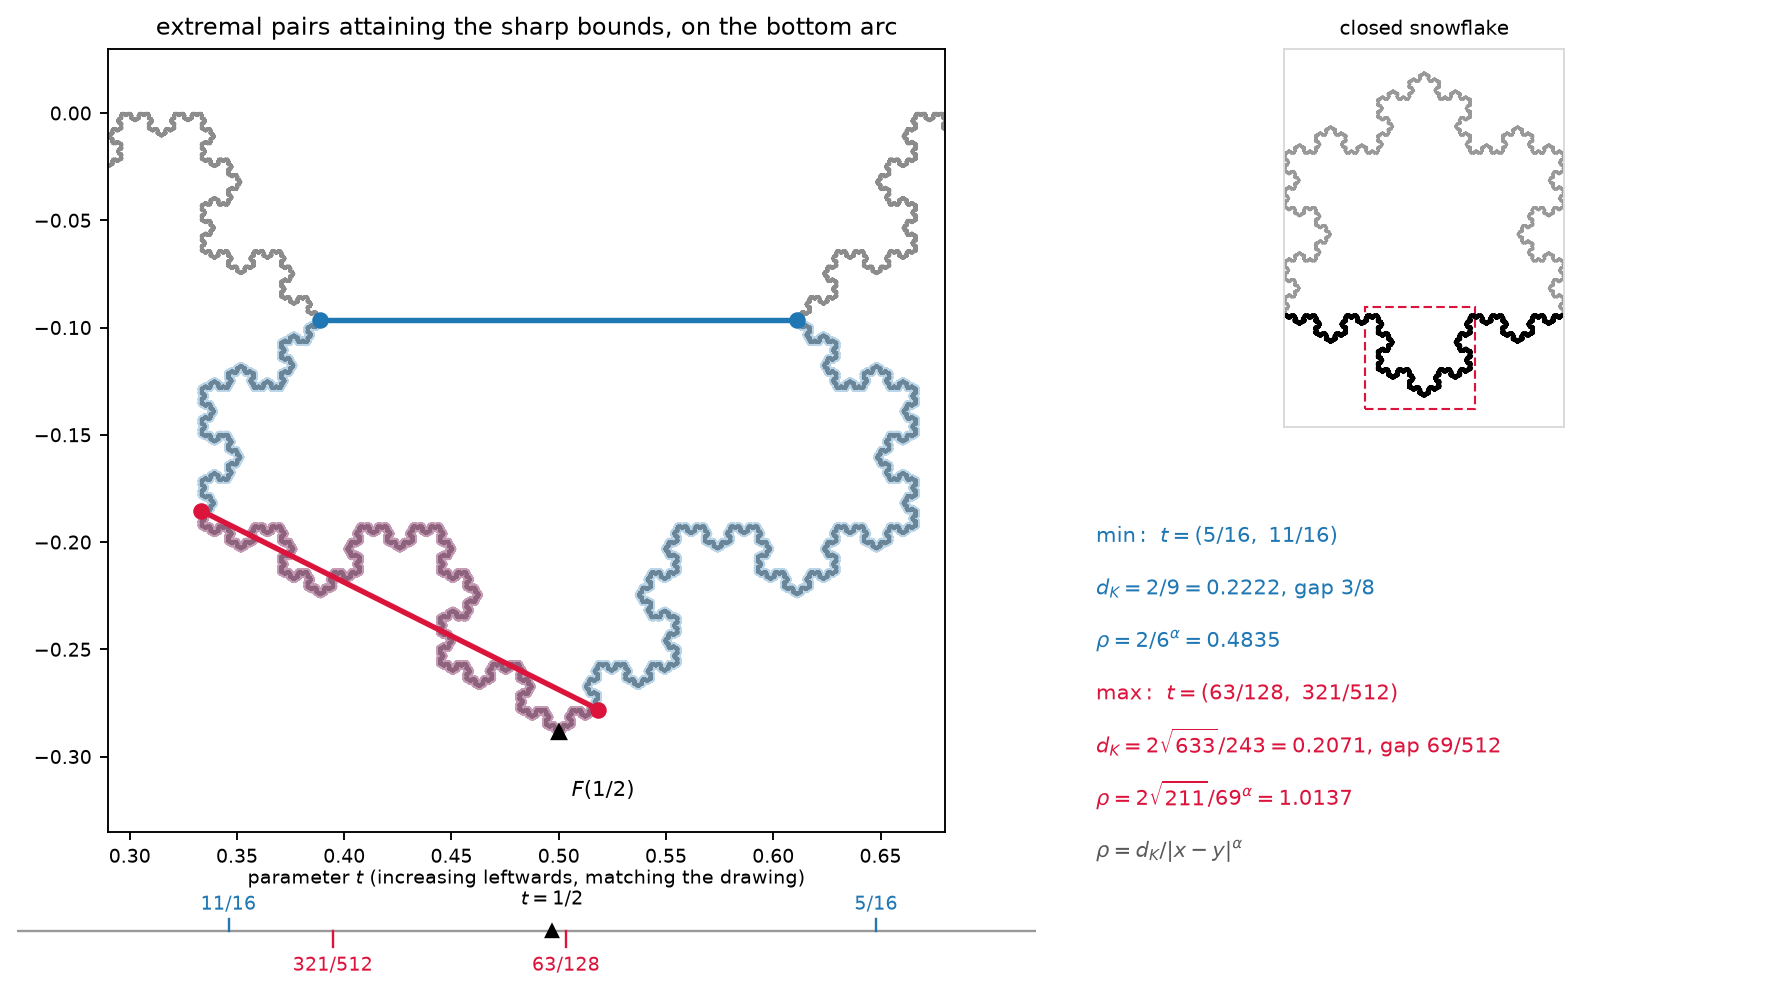 extremal pairs attaining the sharp bounds, on the bottom arc
closed snowflake
0.00
−0.05
−0.10
−0.15
−0.20
−0.25
−0.30
F(1/2)
0.30 0.35 0.40 0.45 0.50 0.55 0.60 0.65
parameter t (increasing leftwards, matching the drawing)
t = 1/2
11/16 5/16
321/512 63/128
min: t = (5/16, 11/16)
d_K = 2/9 = 0.2222, gap 3/8
ρ = 2/6^α = 0.4835
max: t = (63/128, 321/512)
d_K = 2√633/243 = 0.2071, gap 69/512
ρ = 2√211/69^α = 1.0137
ρ = d_K/|x − y|^α